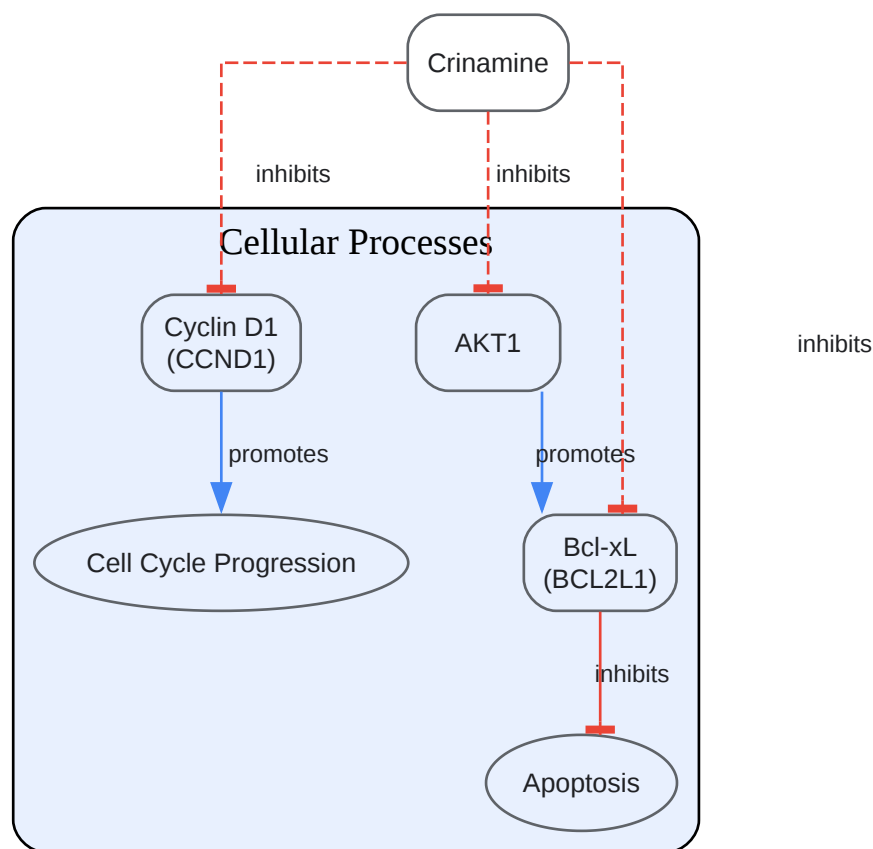 Crinamine
inhibits
inhibits
Cellular Processes
Cyclin D1
(CCND1)
AKT1
inhibits
promotes
promotes
Cell Cycle Progression
Bcl-xL
(BCL2L1)
inhibits
Apoptosis